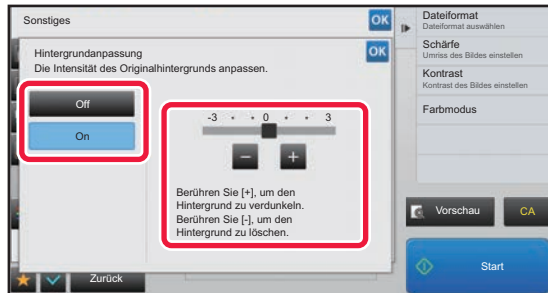 Sonstiges
OK
Hintergrundanpassung
OK
Die Intensität des Originalhintergrunds anpassen.
Off
On
-3 • • 0 • • 3
− +
Berühren Sie [+], um den
Hintergrund zu verdunkeln.
Berühren Sie [-], um den
Hintergrund zu löschen.
Zurück
Dateiformat
Dateiformat auswählen
Schärfe
Umriss des Bildes einstellen
Kontrast
Kontrast des Bildes einstellen
Farbmodus
Vorschau
CA
Start